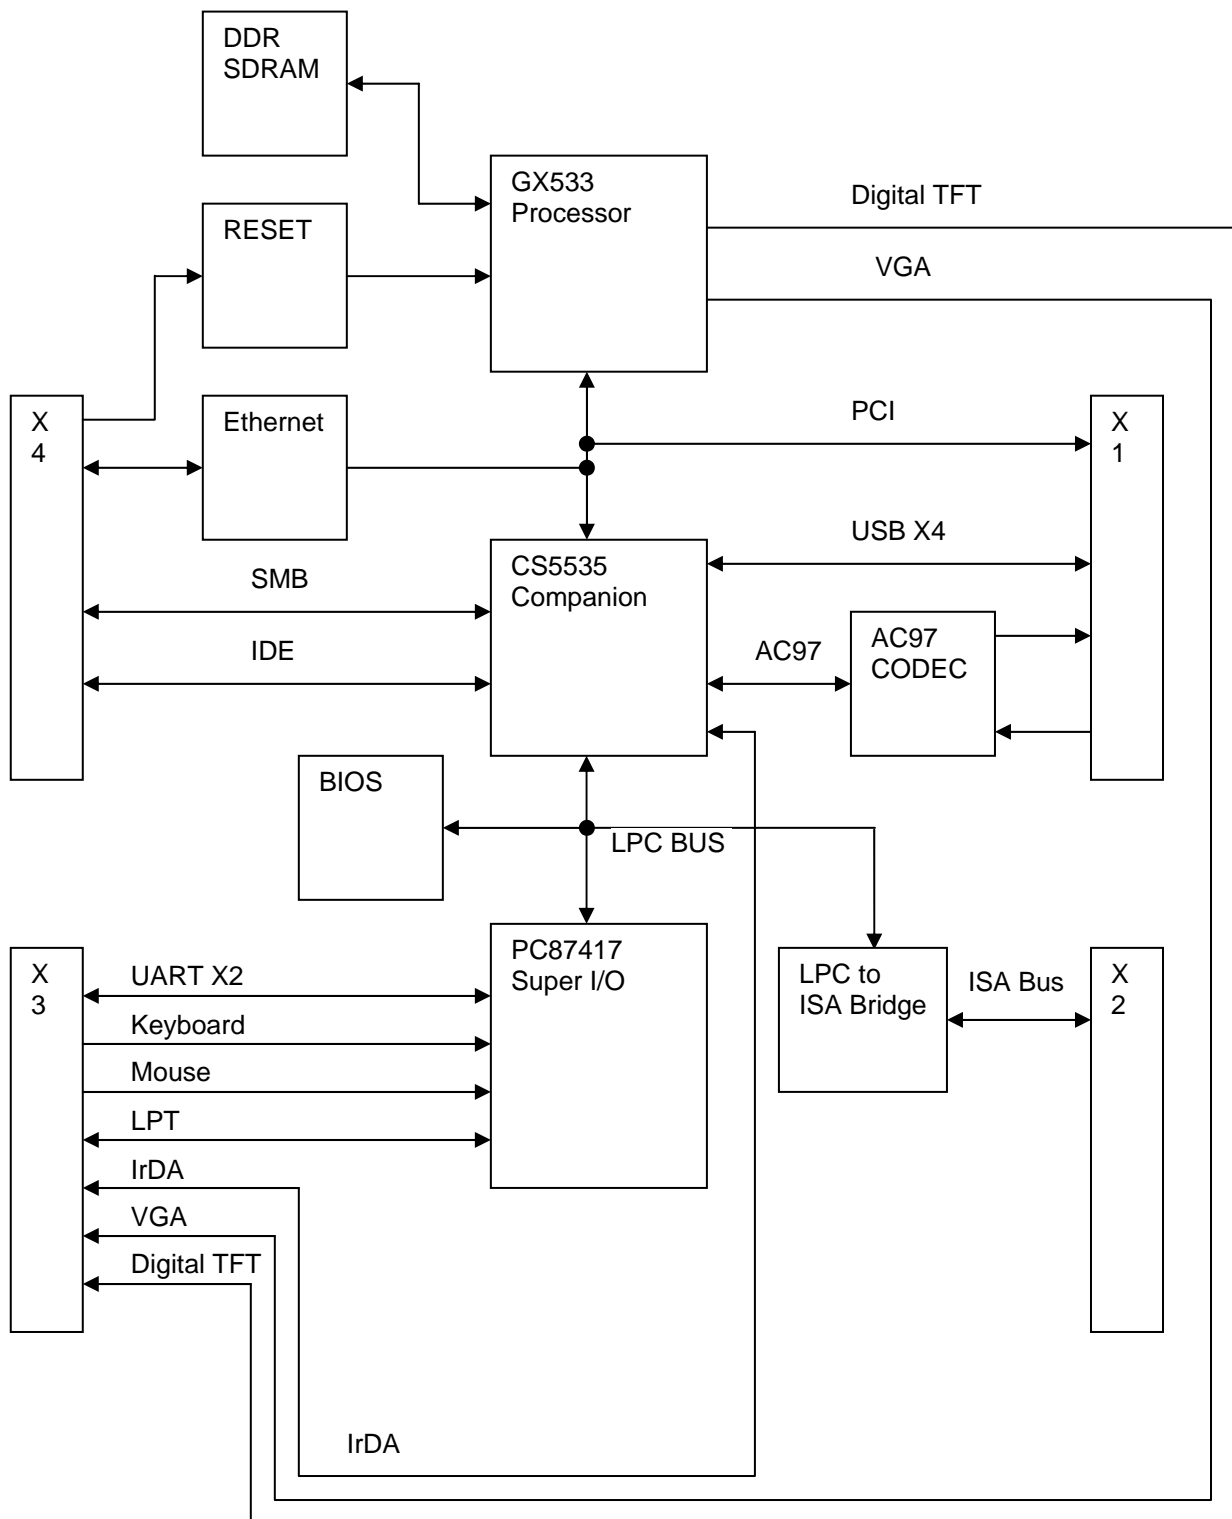 DDR
SDRAM
GX533
Processor
Digital TFT
RESET
VGA
X
4
Ethernet
PCI
X
1
USB X4
CS5535
Companion
SMB
AC97
CODEC
IDE
AC97
BIOS
LPC BUS
PC87417
Super I/O
X
3
UART X2
LPC to
ISA Bridge
ISA Bus
X
2
Keyboard
Mouse
LPT
IrDA
VGA
Digital TFT
IrDA